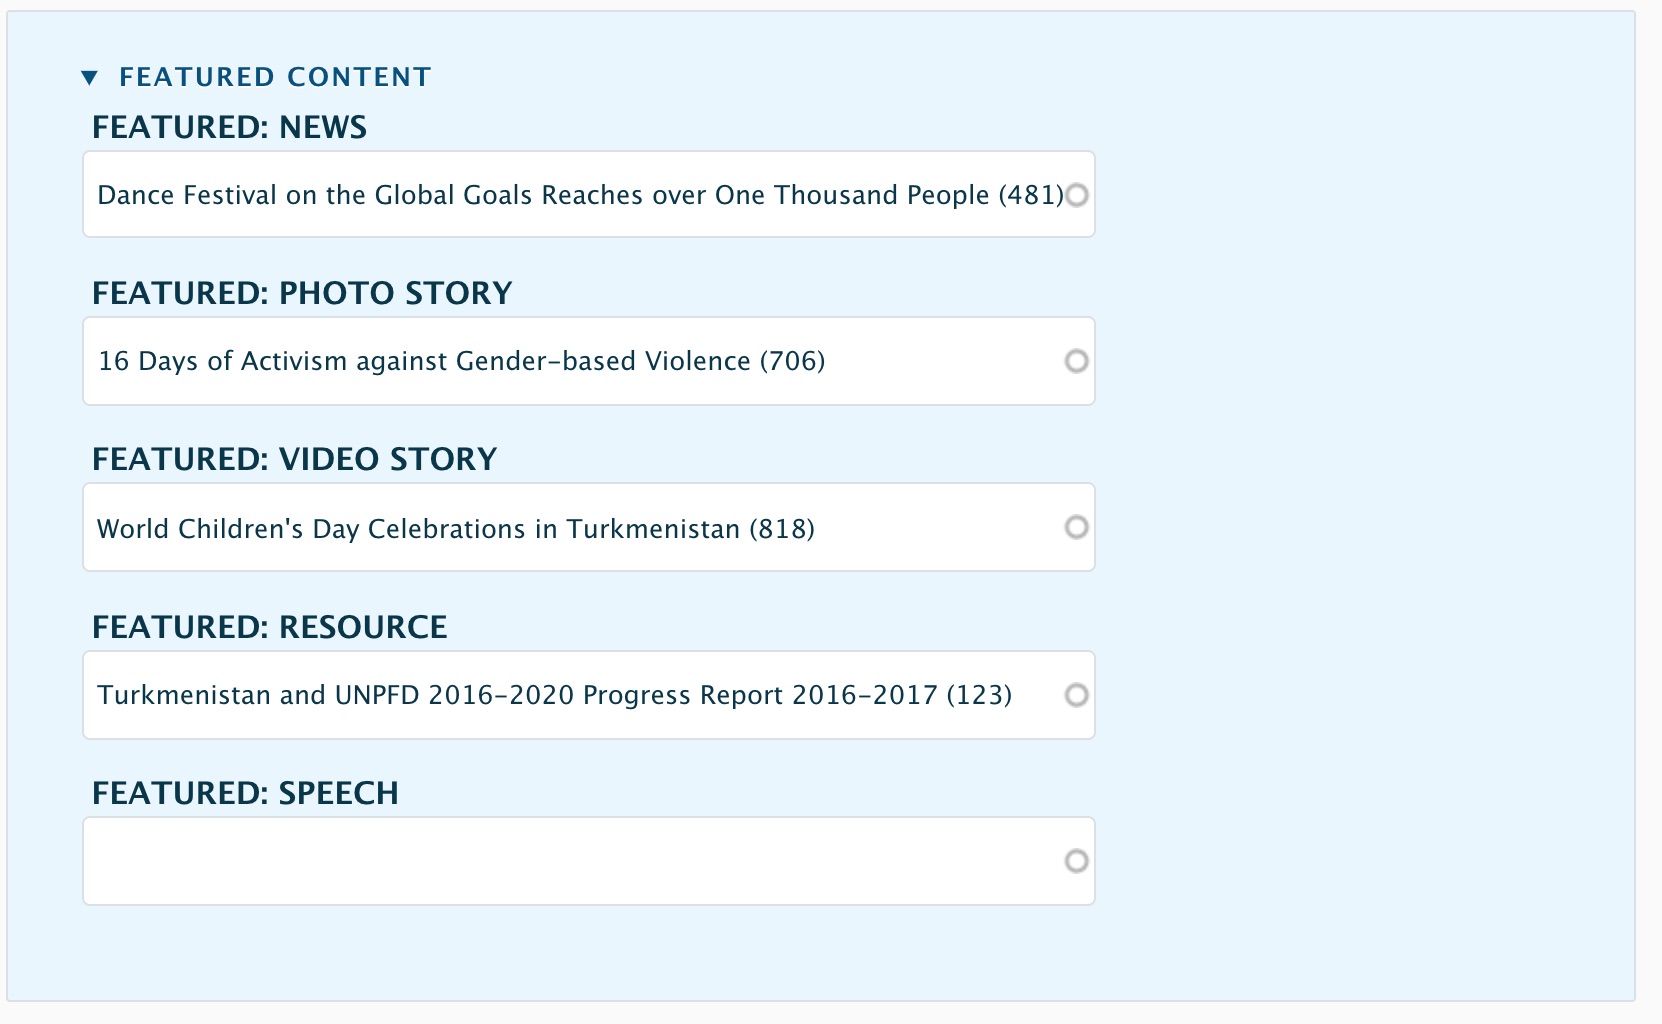 ▼ FEATURED CONTENT
FEATURED: NEWS
Dance Festival on the Global Goals Reaches over One Thousand People (481)
FEATURED: PHOTO STORY
16 Days of Activism against Gender-based Violence (706)
FEATURED: VIDEO STORY
World Children's Day Celebrations in Turkmenistan (818)
FEATURED: RESOURCE
Turkmenistan and UNPFD 2016-2020 Progress Report 2016-2017 (123)
FEATURED: SPEECH